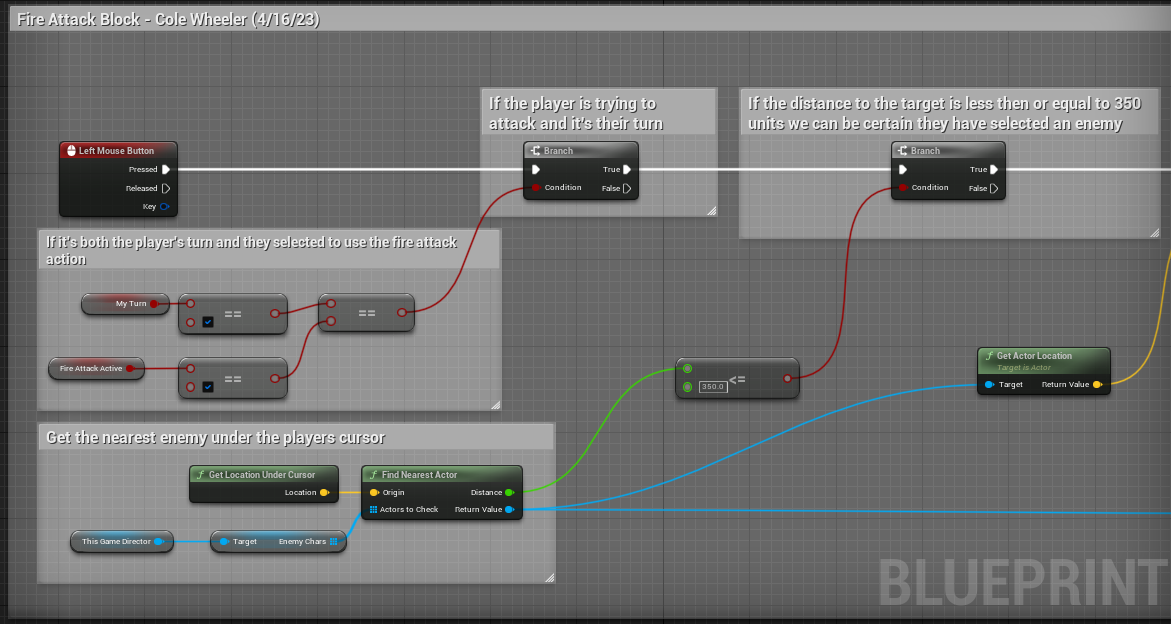 Fire Attack Block - Cole Wheeler (4/16/23)
If the player is trying to
attack and it's their turn
If the distance to the target is less then or equal to 350
units we can be certain they have selected an enemy
Left Mouse Button
Pressed
Released
Key
Branch
True
Condition
False
Branch
True
Condition
False
If it's both the player's turn and they selected to use the fire attack
action
My Turn
==
==
Fire Attack Active
==
350.0
<=
Get Actor Location
Target is Actor
Target
Return Value
Get the nearest enemy under the players cursor
Get Location Under Cursor
Location
Find Nearest Actor
Origin
Distance
Actors to Check
Return Value
This Game Director
Target
Enemy Chars
BLUEPRINT